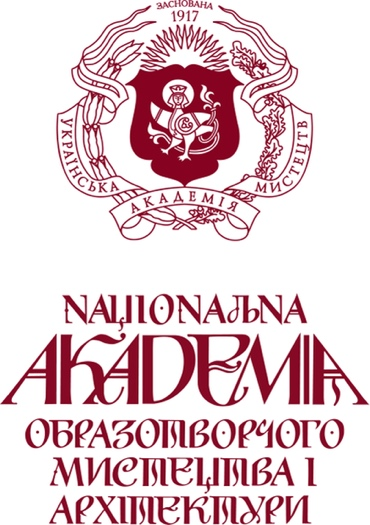 ЗАСНОВАНА
1917
УКРАЇНСЬКА
АКАДЕМІЯ
МИСТЕЦТВ
НАЦІОНАЛЬНА
АКАДЕМІЯ
ОБРАЗОТВОРЧОГО
МИСТЕЦТВА І
АРХІТЕКТУРИ